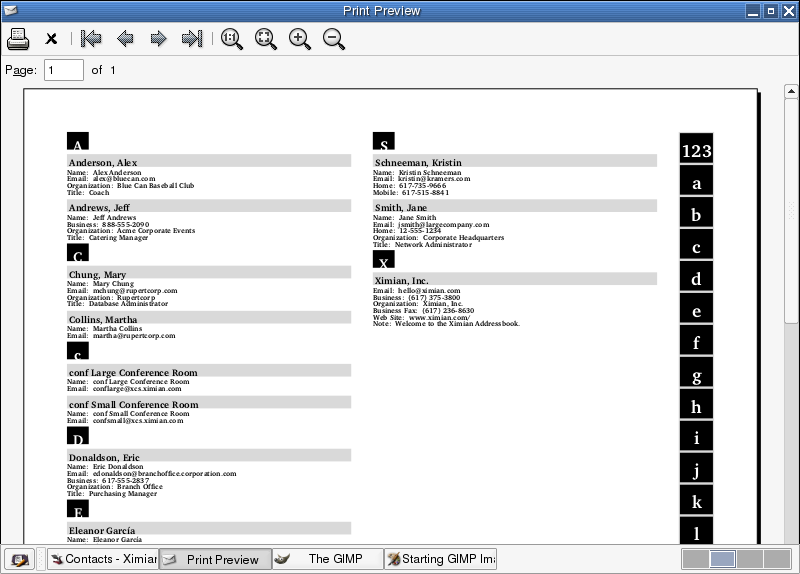 Print Preview
Page: 1 of 1
A
Anderson, Alex
Name: Alex Anderson
Email: alex@bluecan.com
Organization: Blue Can Baseball Club
Title: Coach
Andrews, Jeff
Name: Jeff Andrews
Business: 888-555-2090
Organization: Acme Corporate Events
Title: Catering Manager
C
Chung, Mary
Name: Mary Chung
Email: mchung@rupertcorp.com
Organization: Rupertcorp
Title: Database Administrator
Collins, Martha
Name: Martha Collins
Email: martha@rupertcorp.com
c
conf Large Conference Room
Name: conf Large Conference Room
Email: conflarge@xcs.ximian.com
conf Small Conference Room
Name: conf Small Conference Room
Email: confsmall@xcs.ximian.com
D
Donaldson, Eric
Name: Eric Donaldson
Email: edonaldson@branchoffice.corporation.com
Business: 617-555-2837
Organization: Branch Office
Title: Purchasing Manager
E
Eleanor García
Name: Eleanor García
S
Schneeman, Kristin
Name: Kristin Schneeman
Email: kristin@kramers.com
Home: 617-735-9666
Mobile: 617-515-8841
Smith, Jane
Name: Jane Smith
Email: jsmith@largecompany.com
Home: 12-555-1234
Organization: Corporate Headquarters
Title: Network Administrator
X
Ximian, Inc.
Email: hello@ximian.com
Business: (617) 375-3800
Organization: Ximian, Inc.
Business Fax: (617) 236-8630
Web Site: www.ximian.com/
Note: Welcome to the Ximian Addressbook.
123
a
b
c
d
e
f
g
h
i
j
k
l
Contacts - Ximian
Print Preview
The GIMP
Starting GIMP Ima